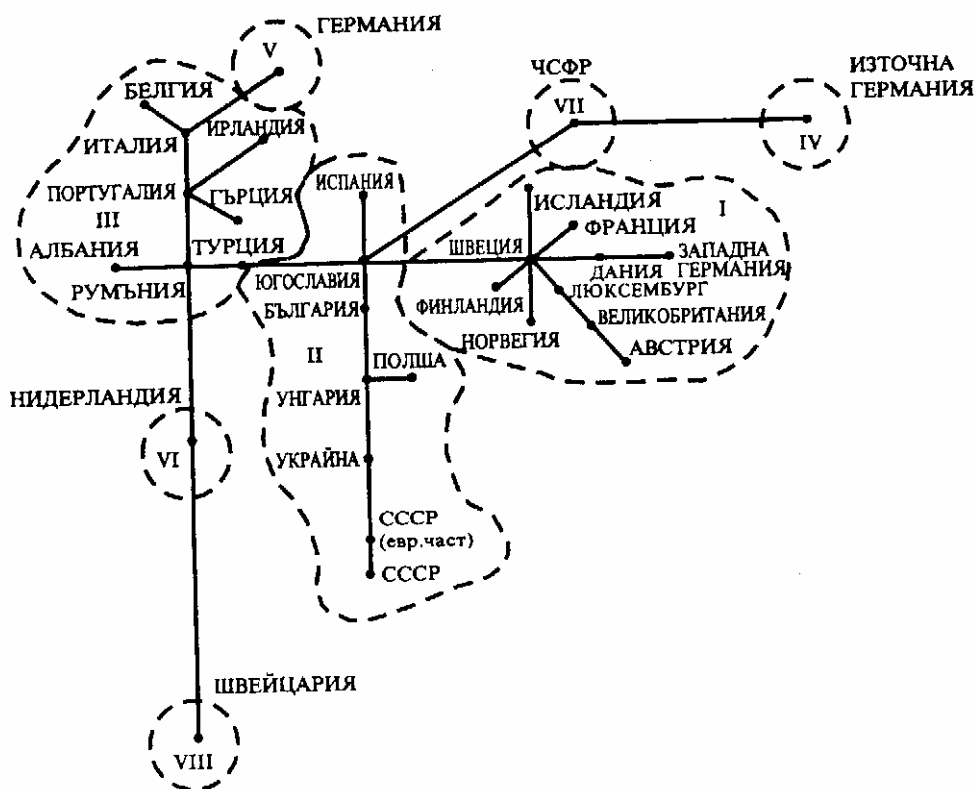 ГЕРМАНИЯ
V
ЧСФР
VII
ИЗТОЧНА
ГЕРМАНИЯ
IV
БЕЛГИЯ
ИРЛАНДИЯ
ИТАЛИЯ
ПОРТУГАЛИЯ
ГЪРЦИЯ
III
ИСПАНИЯ
ИСЛАНДИЯ
I
ФРАНЦИЯ
АЛБАНИЯ
ТУРЦИЯ
ШВЕЦИЯ
ЗАПАДНА
ГЕРМАНИЯ
ДАНИЯ
РУМЪНИЯ
ЮГОСЛАВИЯ
ЛЮКСЕМБУРГ
ФИНЛАНДИЯ
БЪЛГАРИЯ
ВЕЛИКОБРИТАНИЯ
НОРВЕГИЯ
АВСТРИЯ
II
ПОЛША
НИДЕРЛАНДИЯ
УНГАРИЯ
VI
УКРАЙНА
СССР
(евр.част)
СССР
ШВЕЙЦАРИЯ
VIII